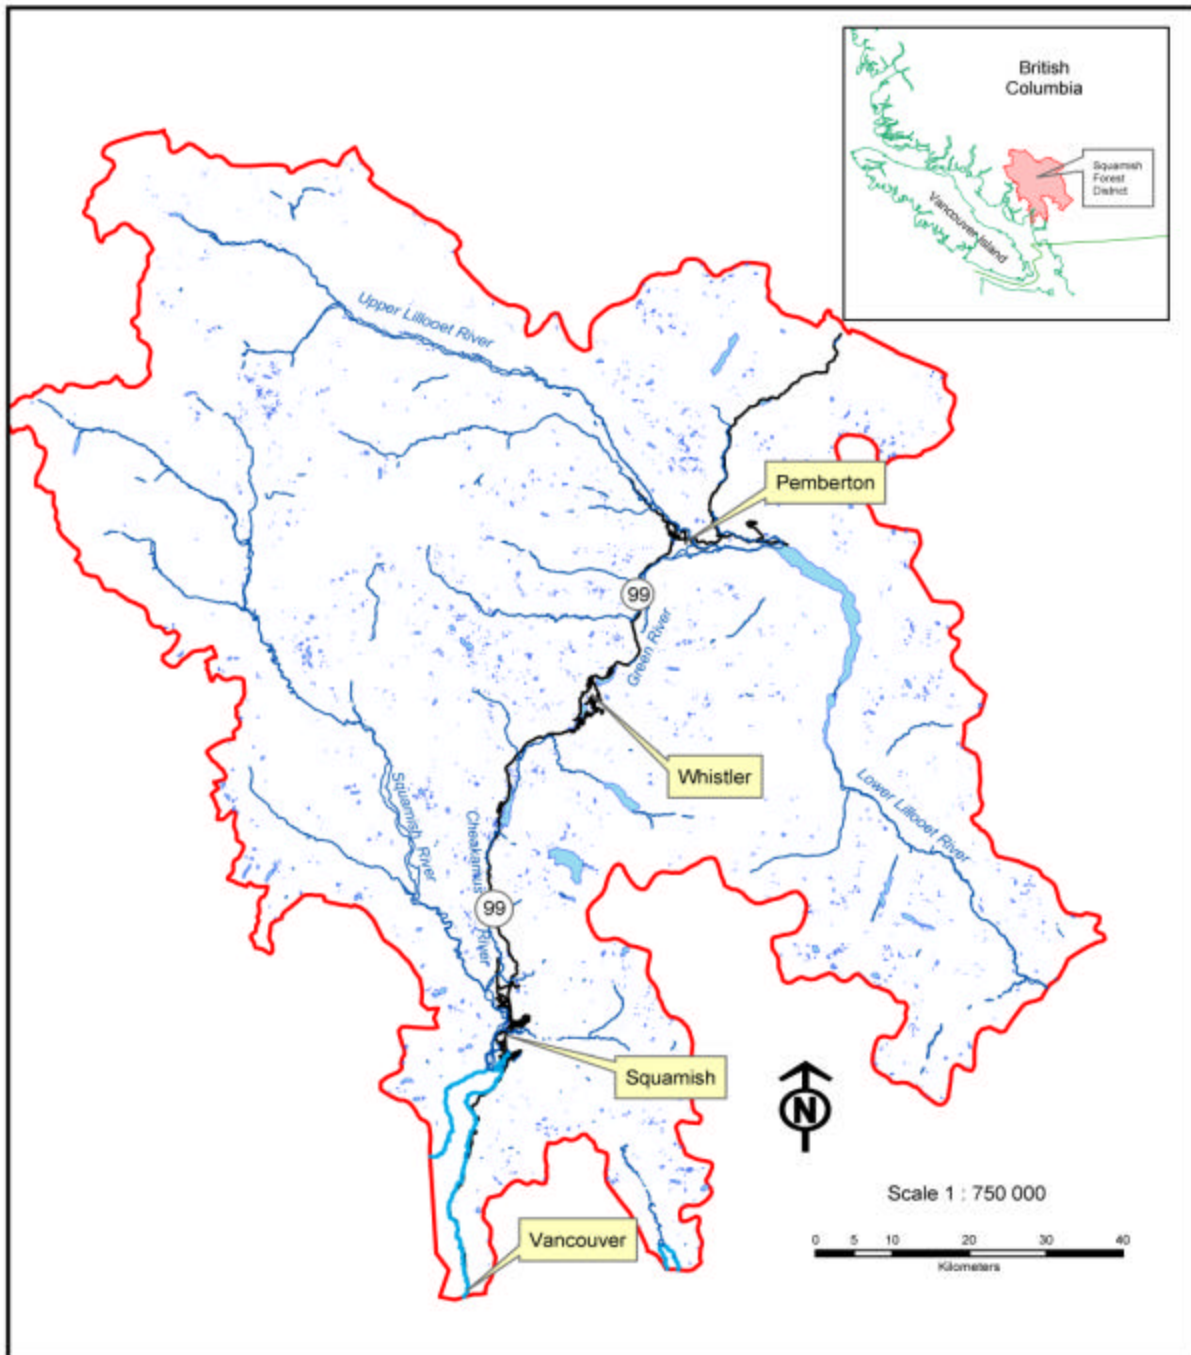 British
Columbia
Squamish
Forest
District
Vancouver Island
Upper Lillooet River
Pemberton
99
Green River
Whistler
Lower Lillooet River
Squamish River
Cheakamus River
99
Squamish
N
Scale 1 : 750 000
Vancouver
0 5 10 20 30 40
Kilometers